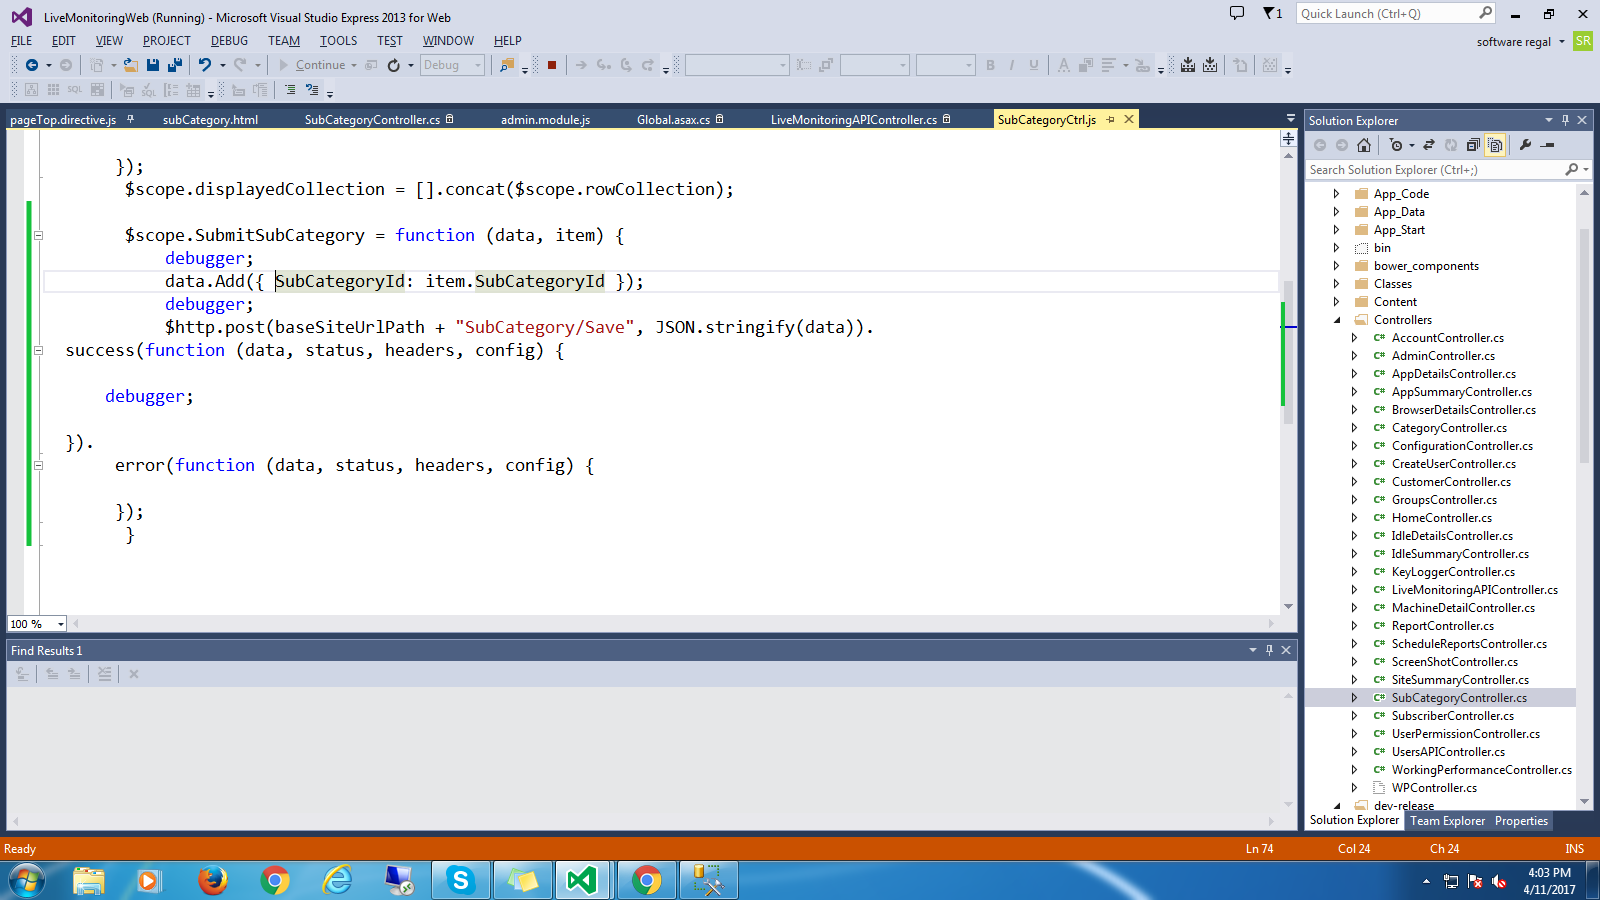 LiveMonitoringWeb (Running) - Microsoft Visual Studio Express 2013 for Web
1
Quick Launch (Ctrl+Q)
FILE EDIT VIEW PROJECT DEBUG TEAM TOOLS TEST WINDOW HELP
software regal
SR
Continue
Debug
B I U
A
SQL
SQL
pageTop.directive.js
subCategory.html
SubCategoryController.cs
admin.module.js
Global.asax.cs
LiveMonitoringAPIController.cs
SubCategoryCtrl.js
});
$scope.displayedCollection = [].concat($scope.rowCollection);
$scope.SubmitSubCategory = function (data, item) {
debugger;
data.Add({ SubCategoryId: item.SubCategoryId });
debugger;
$http.post(baseSiteUrlPath + "SubCategory/Save", JSON.stringify(data)).
success(function (data, status, headers, config) {
debugger;
}).
error(function (data, status, headers, config) {
});
}
100 %
Find Results 1
Solution Explorer
Search Solution Explorer (Ctrl+;)
App_Code
App_Data
App_Start
bin
bower_components
Classes
Content
Controllers
C# AccountController.cs
C# AdminController.cs
C# AppDetailsController.cs
C# AppSummaryController.cs
C# BrowserDetailsController.cs
C# CategoryController.cs
C# ConfigurationController.cs
C# CreateUserController.cs
C# CustomerController.cs
C# GroupsController.cs
C# HomeController.cs
C# IdleDetailsController.cs
C# IdleSummaryController.cs
C# KeyLoggerController.cs
C# LiveMonitoringAPIController.cs
C# MachineDetailController.cs
C# ReportController.cs
C# ScheduleReportsController.cs
C# ScreenShotController.cs
C# SiteSummaryController.cs
C# SubCategoryController.cs
C# SubscriberController.cs
C# UserPermissionController.cs
C# UsersAPIController.cs
C# WorkingPerformanceController.cs
WPController.cs
dev-release
Solution Explorer Team Explorer Properties
Ready
Ln 74
Col 24
Ch 24
INS
S
4:03 PM
4/11/2017